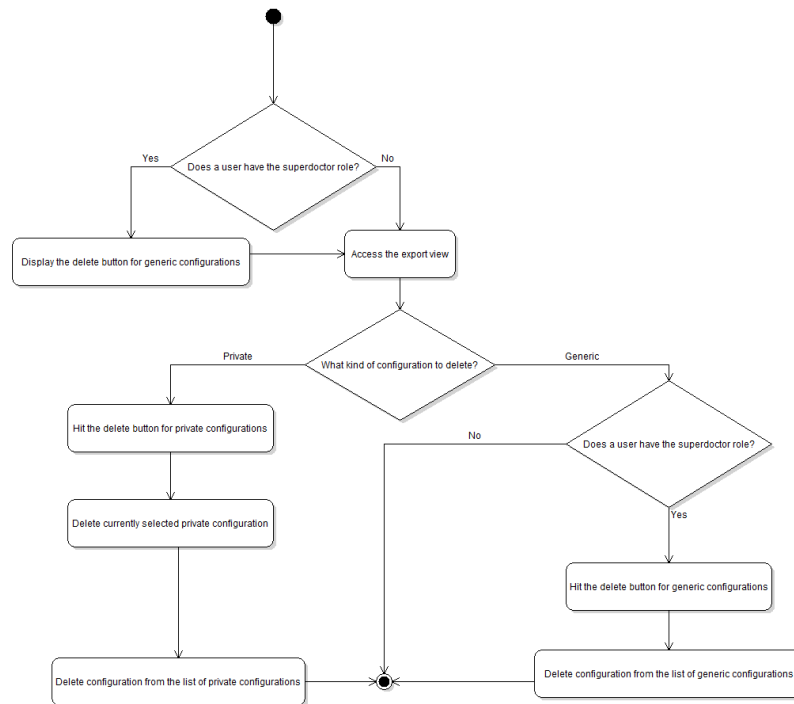 Does a user have the superdoctor role?
Yes
No
Display the delete button for generic configurations
Access the export view
What kind of configuration to delete?
Private
Generic
Hit the delete button for private configurations
Does a user have the superdoctor role?
No
Yes
Delete currently selected private configuration
Hit the delete button for generic configurations
Delete configuration from the list of private configurations
Delete configuration from the list of generic configurations